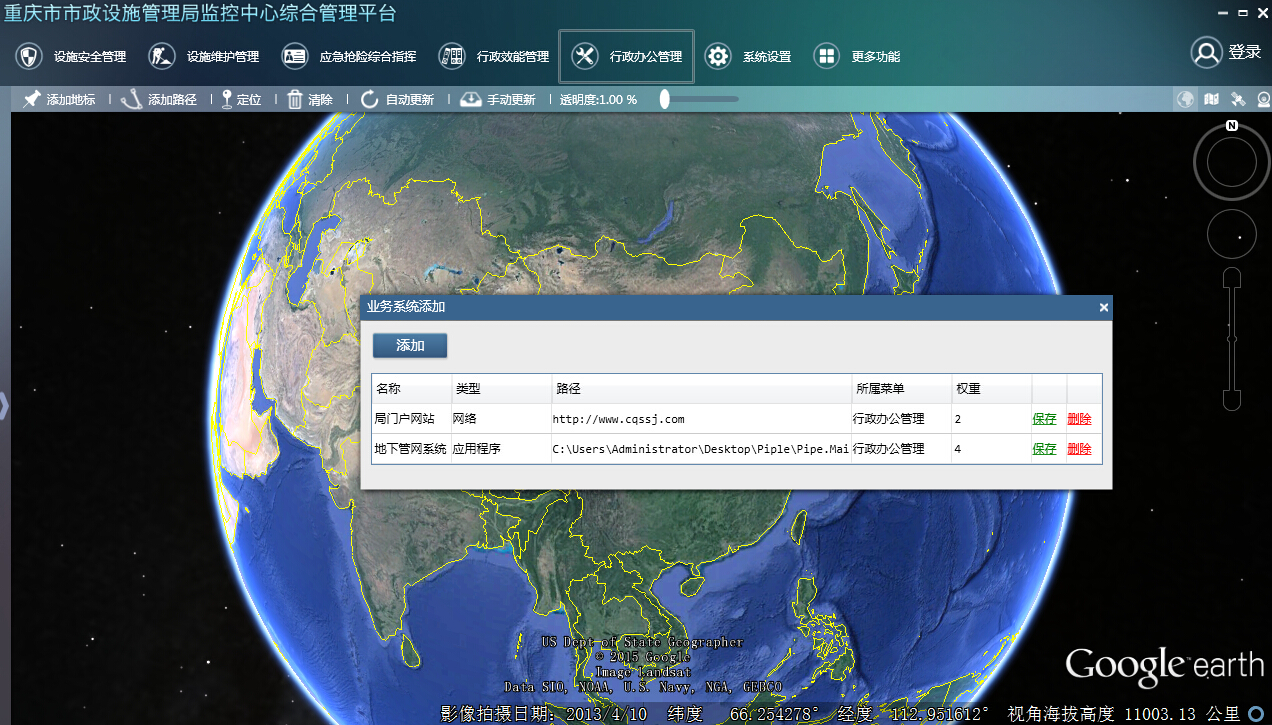 重庆市市政设施管理局监控中心综合管理平台
设施安全管理 设施维护管理 应急抢险综合指挥 行政效能管理 行政办公管理 系统设置 更多功能 登录
添加地标 添加路径 定位 清除 自动更新 手动更新 透明度:1.00 %
N
业务系统添加
添加
名称 类型 路径 所属菜单 权重
局门户网站 网络 http://www.cqssj.com 行政办公管理 2 保存 删除
地下管网系统 应用程序 C:\Users\Administrator\Desktop\Piple\Pipe.Mai 行政办公管理 4 保存 删除
US Dept of State Geographer
© 2015 Google
Image Landsat
Data SIO, NOAA, U.S. Navy, NGA, GEBCO
Google earth
影像拍摄日期: 2013/4/10 纬度 66.254278° 经度 112.951612° 视角海拔高度 11003.13 公里